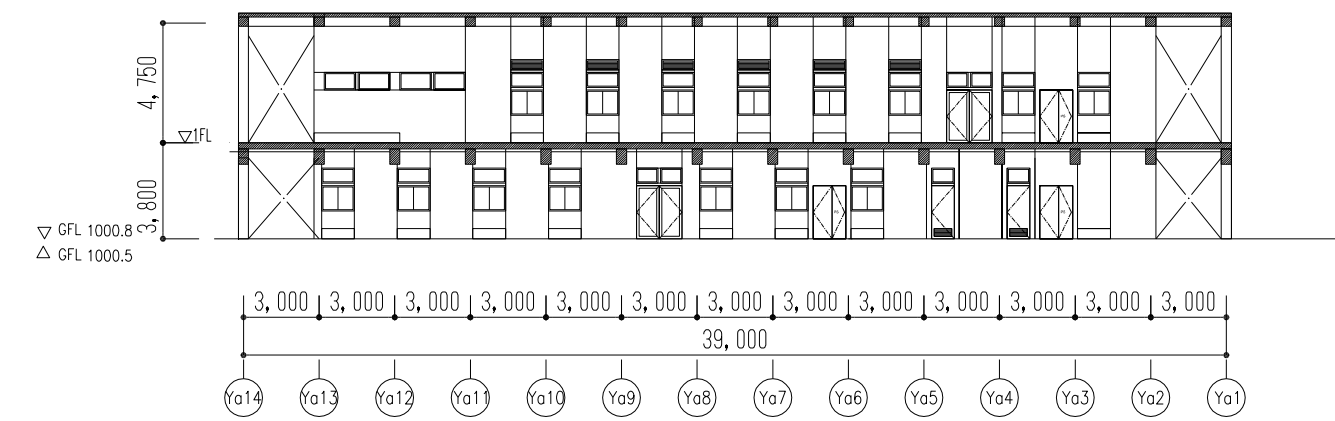 4,750
▽1FL
3,800
▽ GFL 1000.8
△ GFL 1000.5
3,000 3,000 3,000 3,000 3,000 3,000 3,000 3,000 3,000 3,000 3,000 3,000 3,000
39,000
Ya14 Ya13 Ya12 Ya11 Ya10 Ya9 Ya8 Ya7 Ya6 Ya5 Ya4 Ya3 Ya2 Ya1